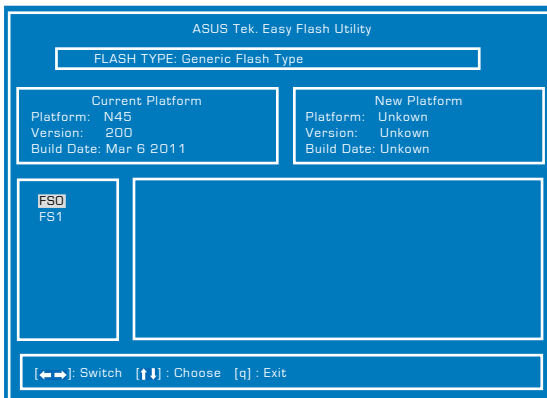 ASUS Tek. Easy Flash Utility
FLASH TYPE: Generic Flash Type
Current Platform
Platform: N45
Version: 200
Build Date: Mar 6 2011
New Platform
Platform: Unkown
Version: Unkown
Build Date: Unkown
FS0
FS1
[←→]: Switch [↑↓] : Choose [q] : Exit